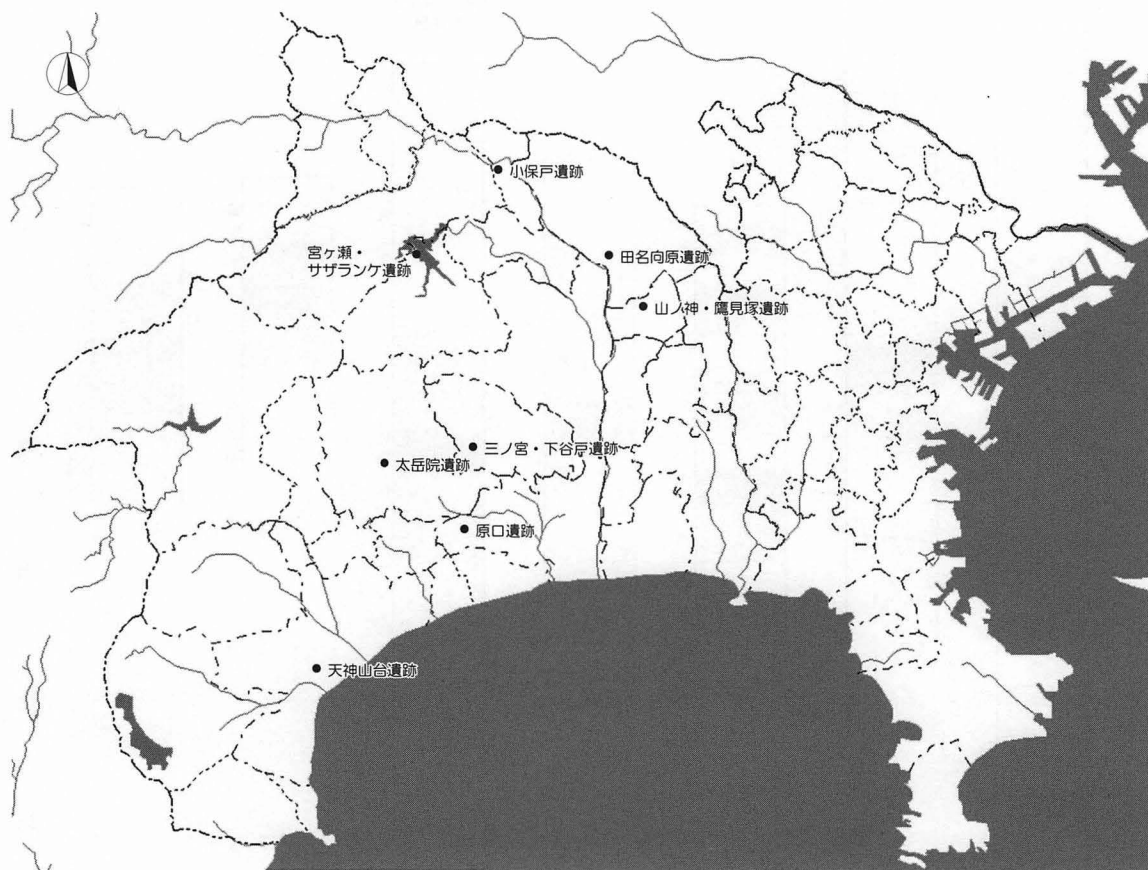 小保戸遺跡
宮ヶ瀬・
サザランケ遺跡
田名向原遺跡
山ノ神・鷹見塚遺跡
三ノ宮・下谷戸遺跡
太岳院遺跡
原口遺跡
天神山台遺跡